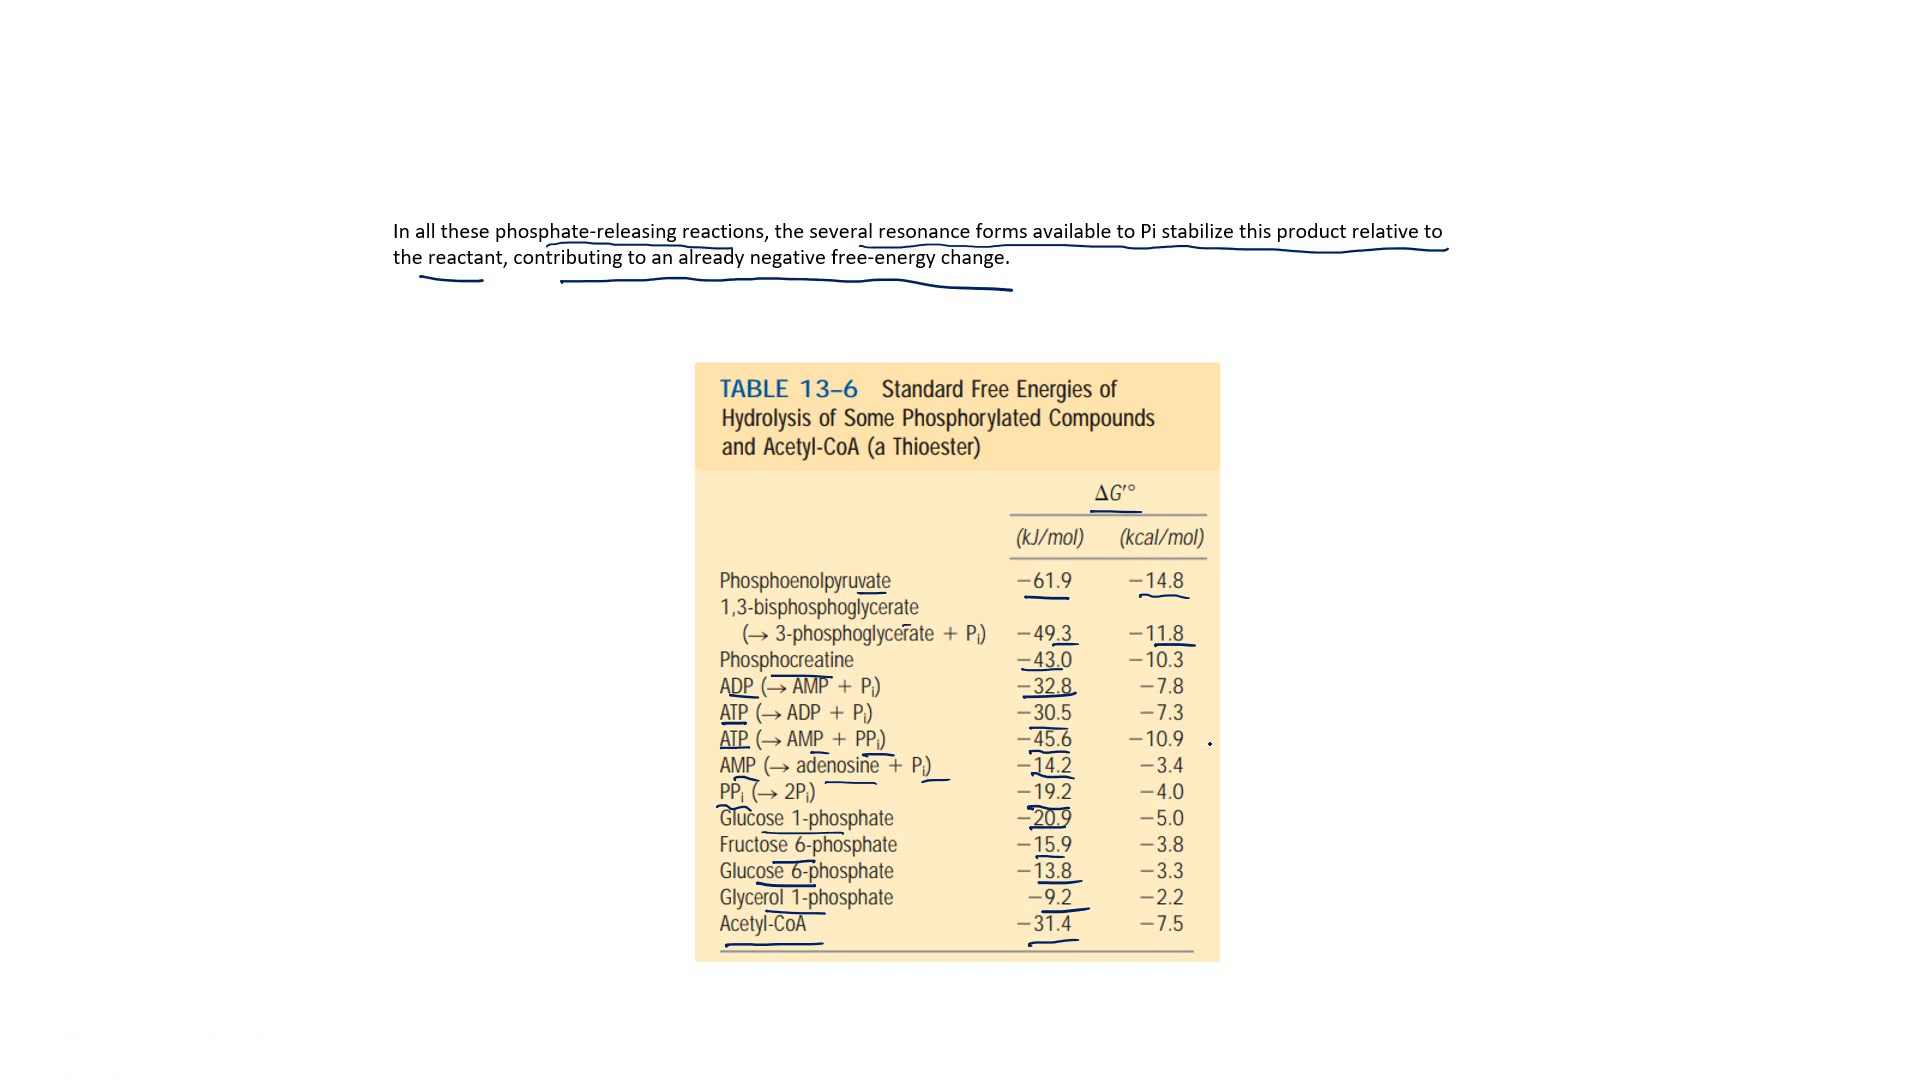 In all these phosphate-releasing reactions, the several resonance forms available to Pi stabilize this product relative to
the reactant, contributing to an already negative free-energy change.
TABLE 13–6 Standard Free Energies of
Hydrolysis of Some Phosphorylated Compounds
and Acetyl-CoA (a Thioester)
ΔG′°
(kJ/mol) (kcal/mol)
Phosphoenolpyruvate −61.9 −14.8
1,3-bisphosphoglycerate
(→ 3-phosphoglycerate + Pi) −49.3 −11.8
Phosphocreatine −43.0 −10.3
ADP (→ AMP + Pi) −32.8 −7.8
ATP (→ ADP + Pi) −30.5 −7.3
ATP (→ AMP + PPi) −45.6 −10.9
AMP (→ adenosine + Pi) −14.2 −3.4
PPi (→ 2Pi) −19.2 −4.0
Glucose 1-phosphate −20.9 −5.0
Fructose 6-phosphate −15.9 −3.8
Glucose 6-phosphate −13.8 −3.3
Glycerol 1-phosphate −9.2 −2.2
Acetyl-CoA −31.4 −7.5